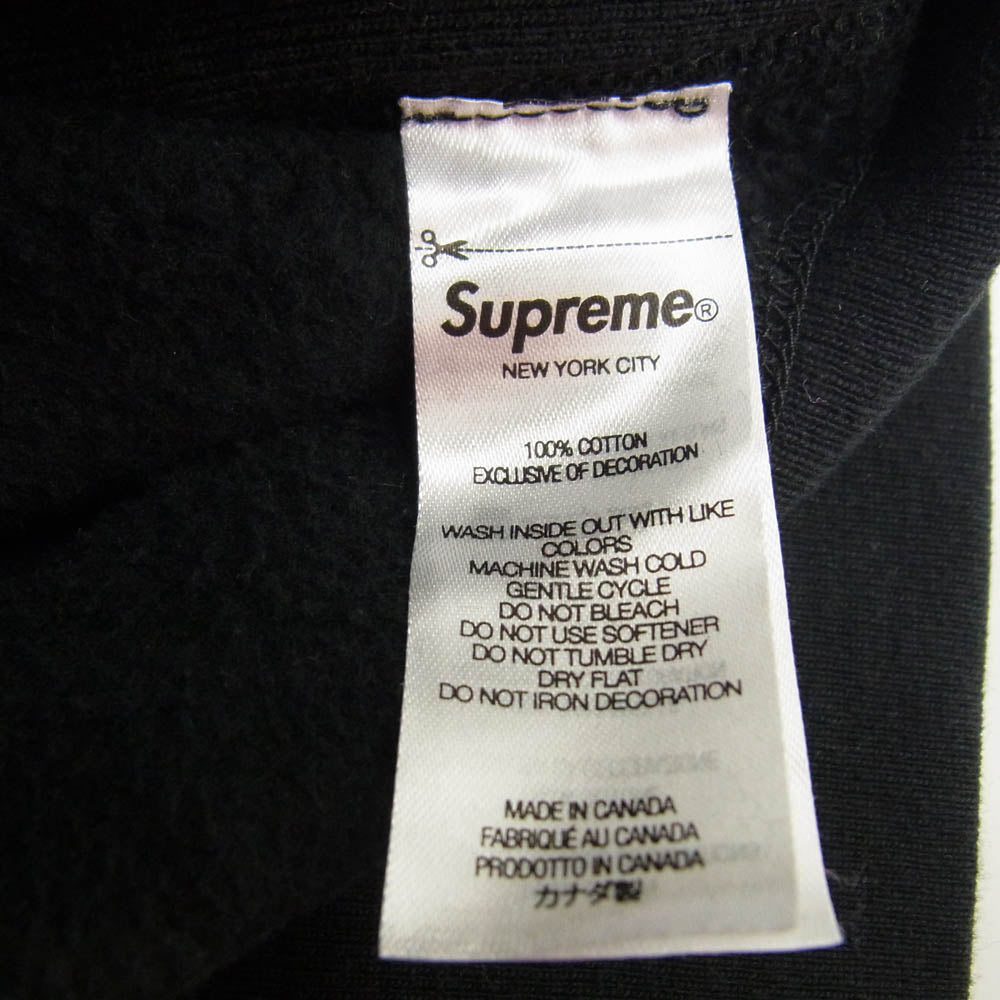 Supreme®
NEW YORK CITY
100% COTTON
EXCLUSIVE OF DECORATION
WASH INSIDE OUT WITH LIKE
COLORS
MACHINE WASH COLD
GENTLE CYCLE
DO NOT BLEACH
DO NOT USE SOFTENER
DO NOT TUMBLE DRY
DRY FLAT
DO NOT IRON DECORATION
MADE IN CANADA
FABRIQUÉ AU CANADA
PRODOTTO IN CANADA
カナダ製